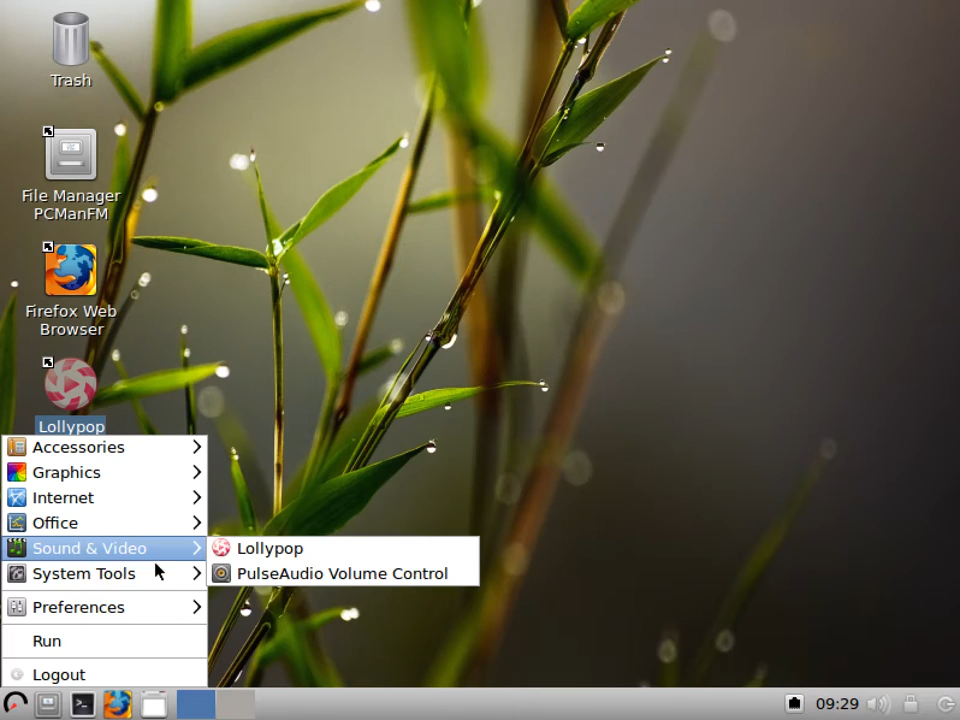 Trash
File Manager
PCManFM
Firefox Web
Browser
Lollypop
Accessories
Graphics
Internet
Office
Sound & Video
Lollypop
System Tools
PulseAudio Volume Control
Preferences
Run
Logout
09:29